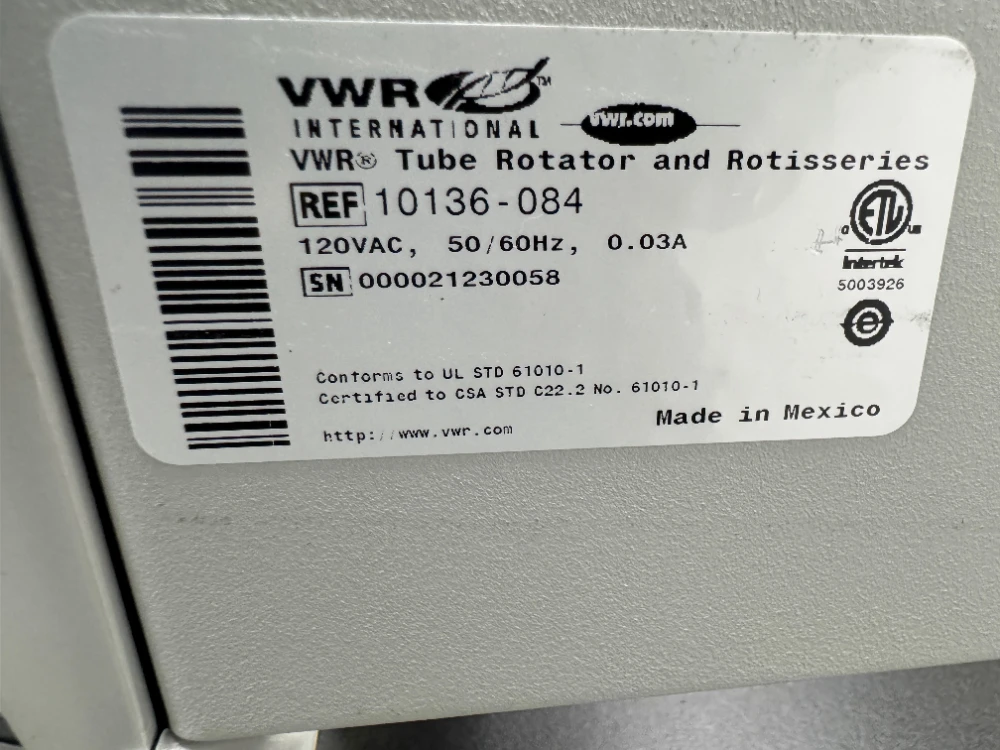 VWR™
INTERNATIONAL
vwr.com
VWR® Tube Rotator and Rotisseries
REF 10136-084
120VAC, 50/60Hz, 0.03A
SN 000021230058
ETL
Intertek
5003926
e
Conforms to UL STD 61010-1
Certified to CSA STD C22.2 No. 61010-1
http://www.vwr.com
Made in Mexico